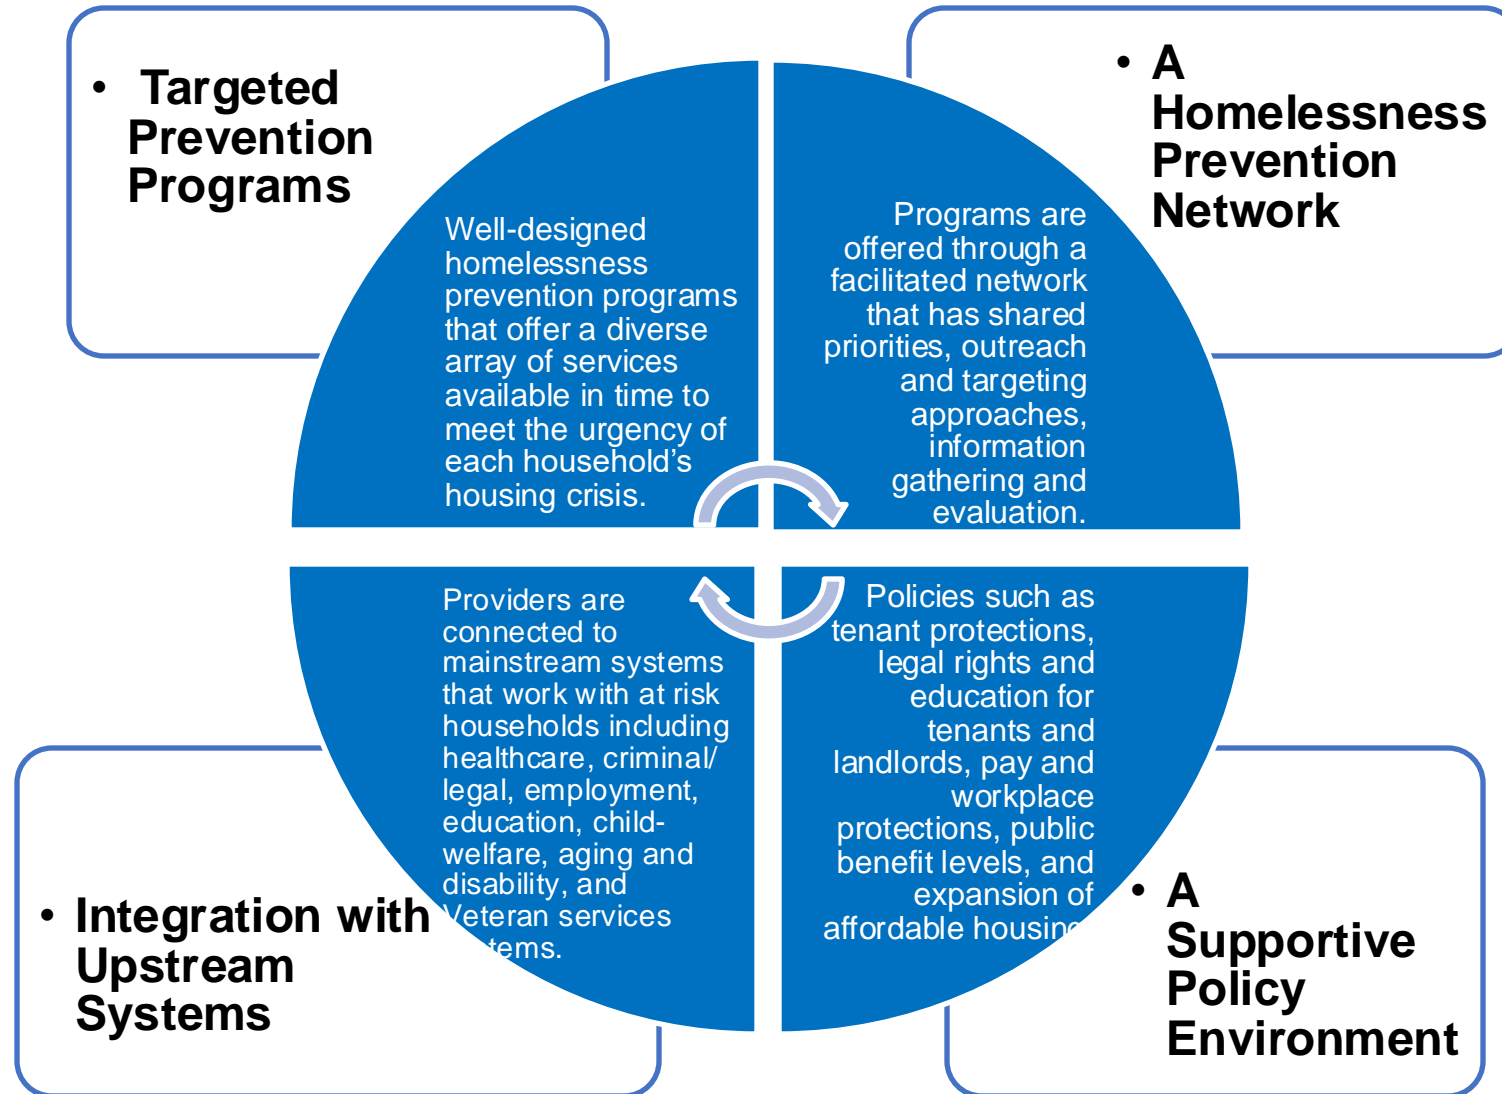 • Targeted
Prevention
Programs
Well-designed
homelessness
prevention programs
that offer a diverse
array of services
available in time to
meet the urgency of
each household’s
housing crisis.
• A
Homelessness
Prevention
Network
Programs are
offered through a
facilitated network
that has shared
priorities, outreach
and targeting
approaches,
information
gathering and
evaluation.
• Integration with
Upstream
Systems
Providers are
connected to
mainstream systems
that work with at risk
households including
healthcare, criminal/
legal, employment,
education, child-
welfare, aging and
disability, and
Veteran services
• A
Supportive
Policy
Environment
Policies such as
tenant protections,
legal rights and
education for
tenants and
landlords, pay and
workplace
protections, public
benefit levels, and
expansion of
affordable housing